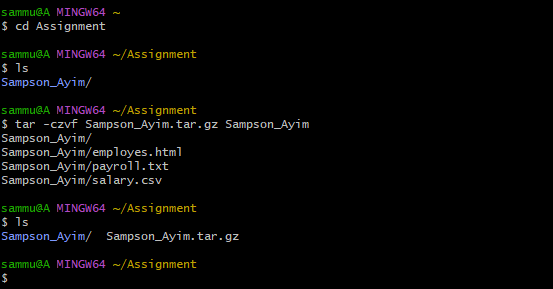 sammu@A MINGW64 ~
$ cd Assignment
sammu@A MINGW64 ~/Assignment
$ ls
Sampson_Ayim/
sammu@A MINGW64 ~/Assignment
$ tar -czvf Sampson_Ayim.tar.gz Sampson_Ayim
Sampson_Ayim/
Sampson_Ayim/employes.html
Sampson_Ayim/payroll.txt
Sampson_Ayim/salary.csv
sammu@A MINGW64 ~/Assignment
$ ls
Sampson_Ayim/  Sampson_Ayim.tar.gz
sammu@A MINGW64 ~/Assignment
$